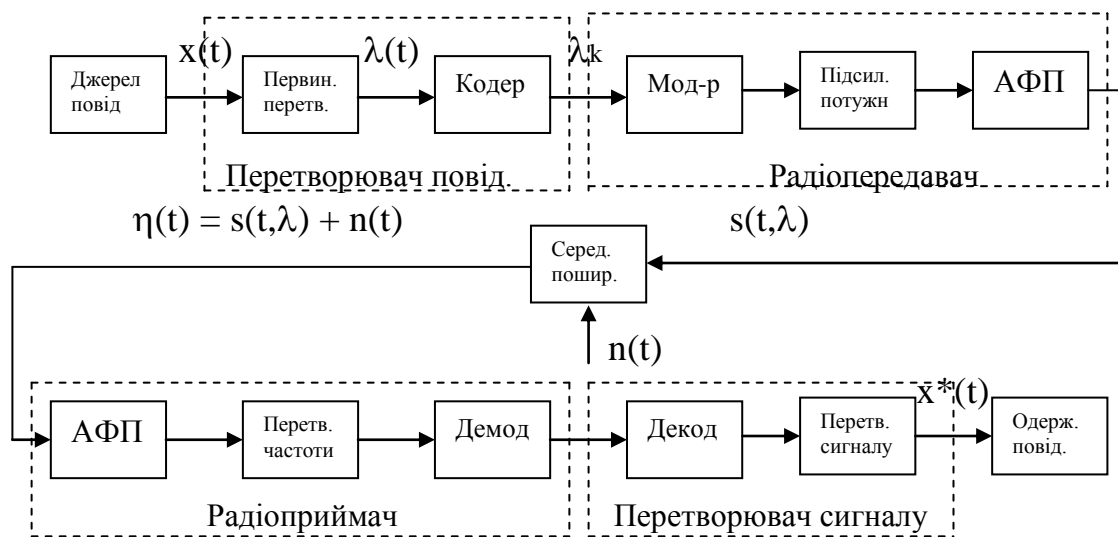 x(t)
λ(t)
λk
Джерел
повід
Первин.
перетв.
Кодер
Мод-р
Підсил.
потужн
АФП
Перетворювач повід.
Радіопередавач
η(t) = s(t,λ) + n(t)
s(t,λ)
Серед.
пошир.
n(t)
x*(t)
АФП
Перетв.
частоти
Демод
Декод
Перетв.
сигналу
Одерж.
повід.
Радіоприймач
Перетворювач сигналу